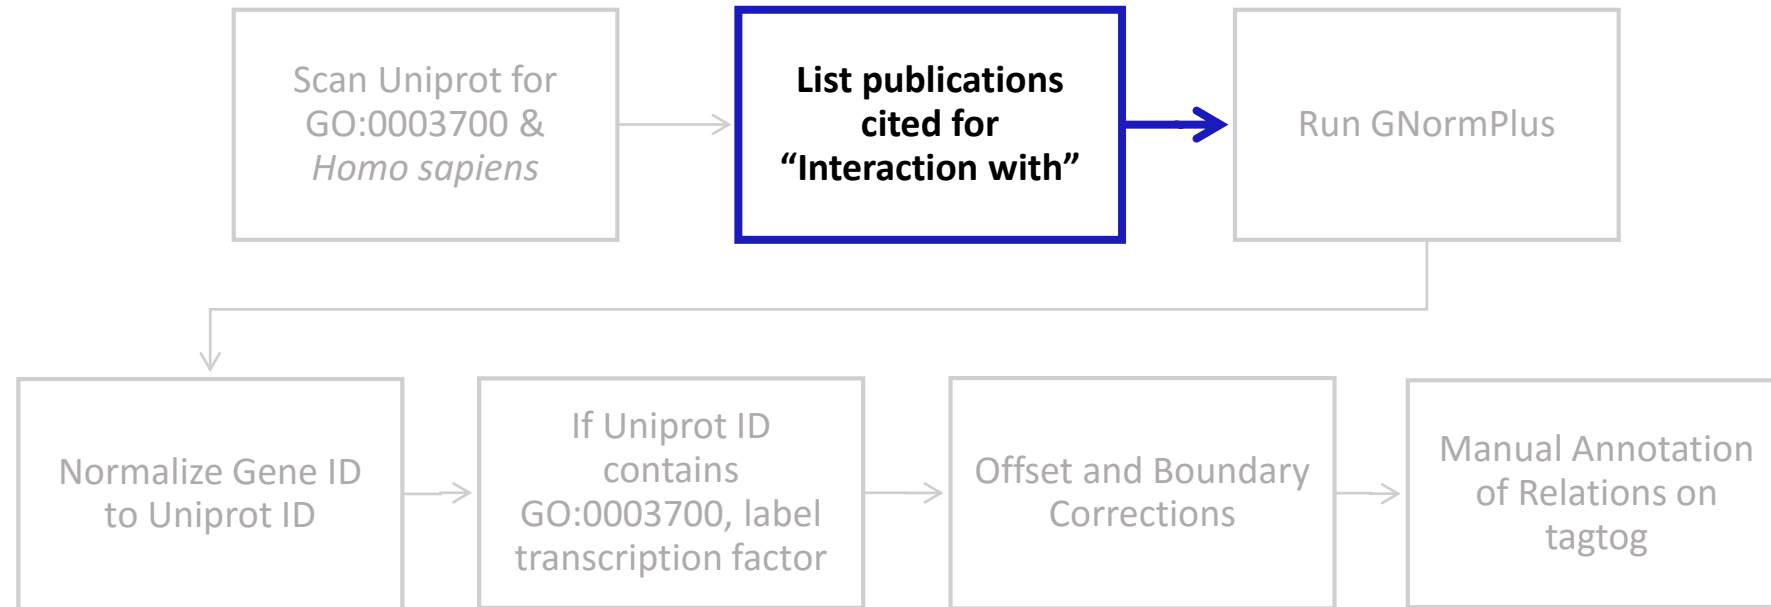 Scan Uniprot for
GO:0003700 &
Homo sapiens
List publications
cited for
“Interaction with”
Run GNormPlus
Normalize Gene ID
to Uniprot ID
If Uniprot ID
contains
GO:0003700, label
transcription factor
Offset and Boundary
Corrections
Manual Annotation
of Relations on
tagtog